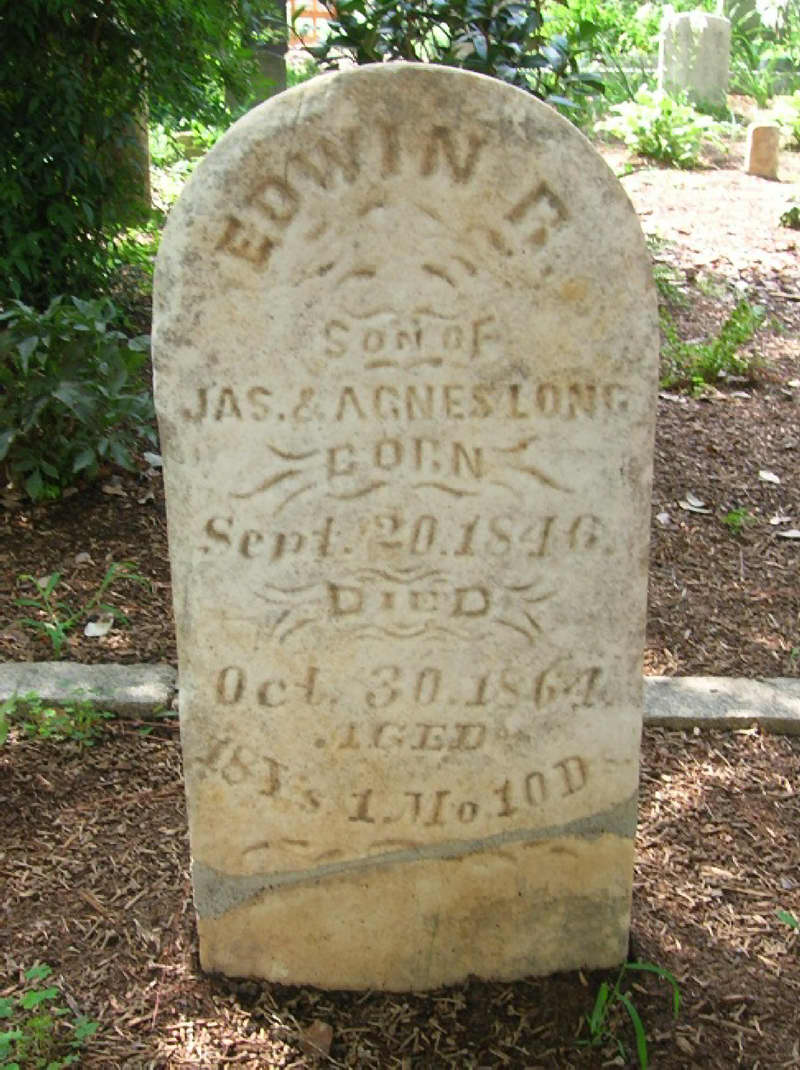 EDWIN G.
SON OF
JAS. & AGNES LONG
BORN
Sept. 20. 1846.
DIED
Oct. 30. 1864.
AGED
18 Y's 1 Mo. 10 D